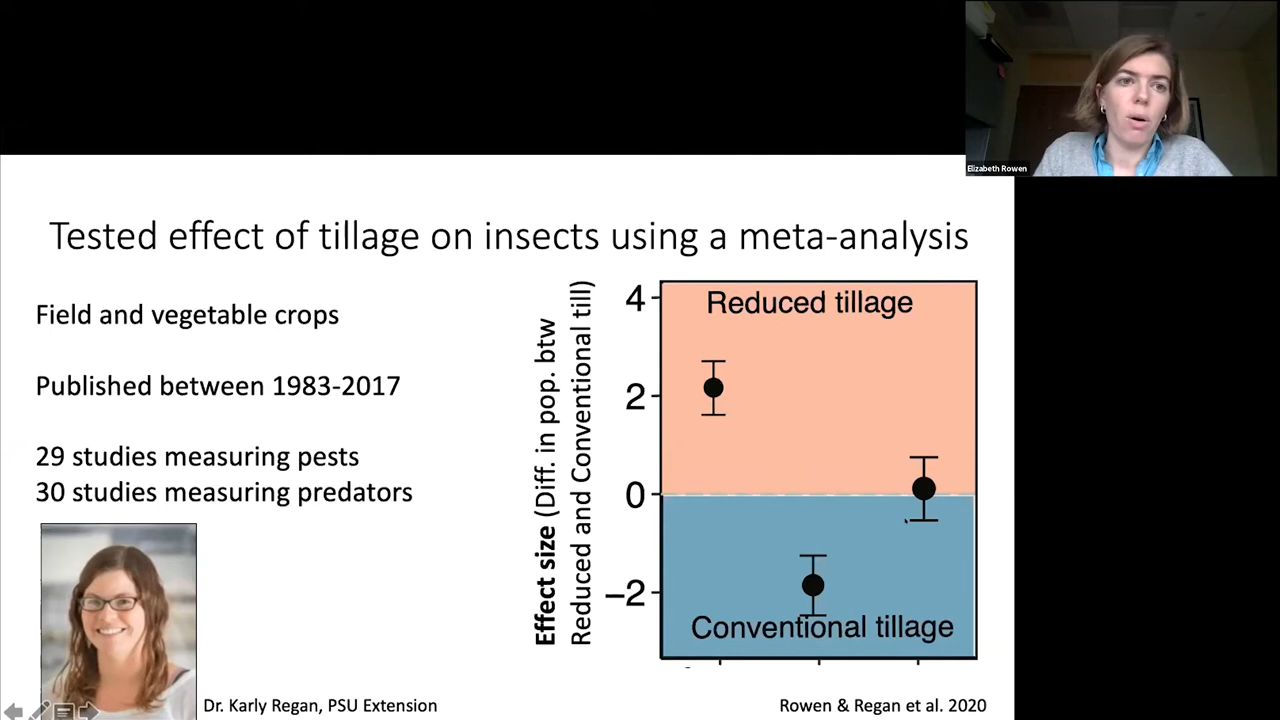 Elizabeth Rowen
Tested effect of tillage on insects using a meta-analysis
Field and vegetable crops
Published between 1983-2017
29 studies measuring pests
30 studies measuring predators
Dr. Karly Regan, PSU Extension
Effect size (Diff. in pop. btw
Reduced and Conventional till)
4
2
0
−2
Reduced tillage
Conventional tillage
Rowen & Regan et al. 2020